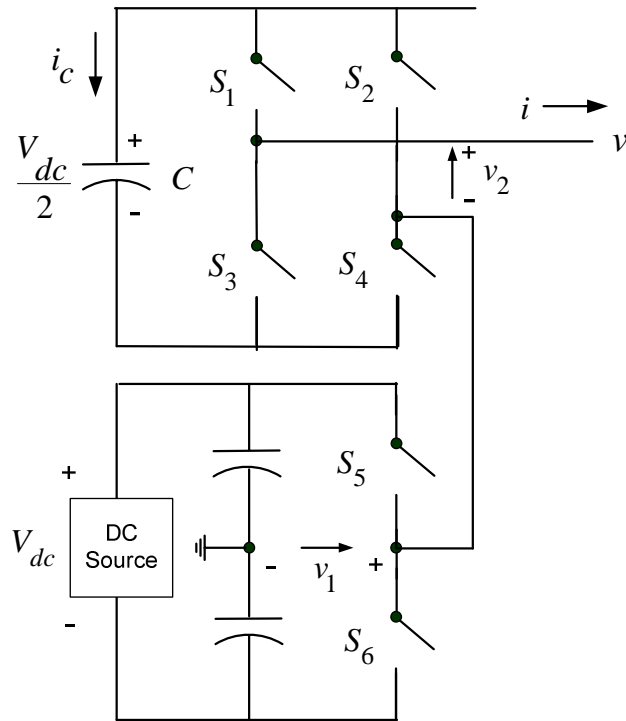 i_c
S_1
S_2
i
v
V_dc/2
+
-
C
+
v_2
-
S_3
S_4
+
V_dc
-
DC
Source
S_5
-
v_1
+
S_6